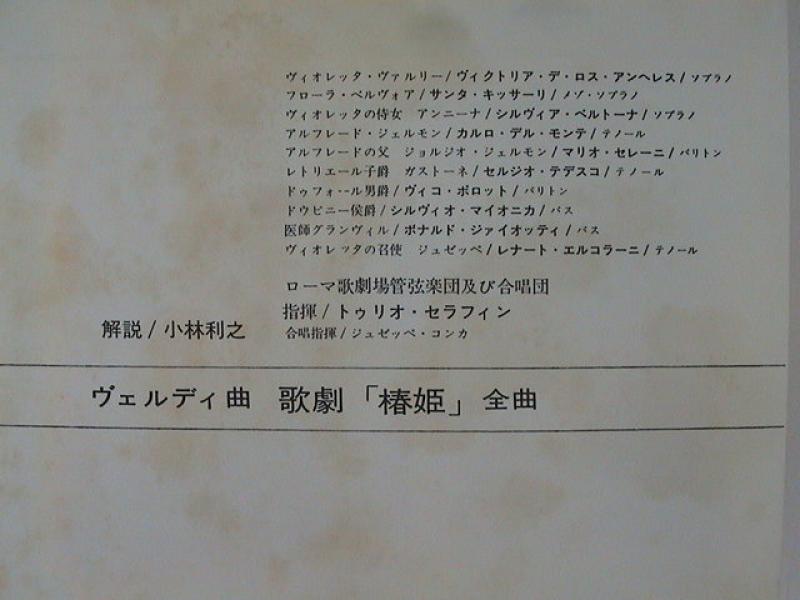 ヴィオレッタ・ヴァルリー/ヴィクトリア・デ・ロス・アンヘレス/ソプラノ
フローラ・ベルヴォア/サンタ・キッサーリ/メゾ・ソプラノ
ヴィオレッタの侍女 アンニーナ/シルヴィア・ベルトーナ/ソプラノ
アルフレード・ジェルモン/カルロ・デル・モンテ/テノール
アルフレードの父 ジョルジオ・ジェルモン/マリオ・セレーニ/バリトン
レトリエール子爵 ガストーネ/セルジオ・テデスコ/テノール
ドゥフォール男爵/ヴィコ・ポロット/バリトン
ドウビニー侯爵/シルヴィオ・マイオニカ/バス
医師グランヴィル/ボナルド・ジァイオッティ/バス
ヴィオレッタの召使 ジュゼッペ/レナート・エルコラーニ/テノール
ローマ歌劇場管弦楽団及び合唱団
指揮/トゥリオ・セラフィン
合唱指揮/ジュゼッペ・コンカ
解説/小林利之
ヴェルディ曲 歌劇「椿姫」全曲